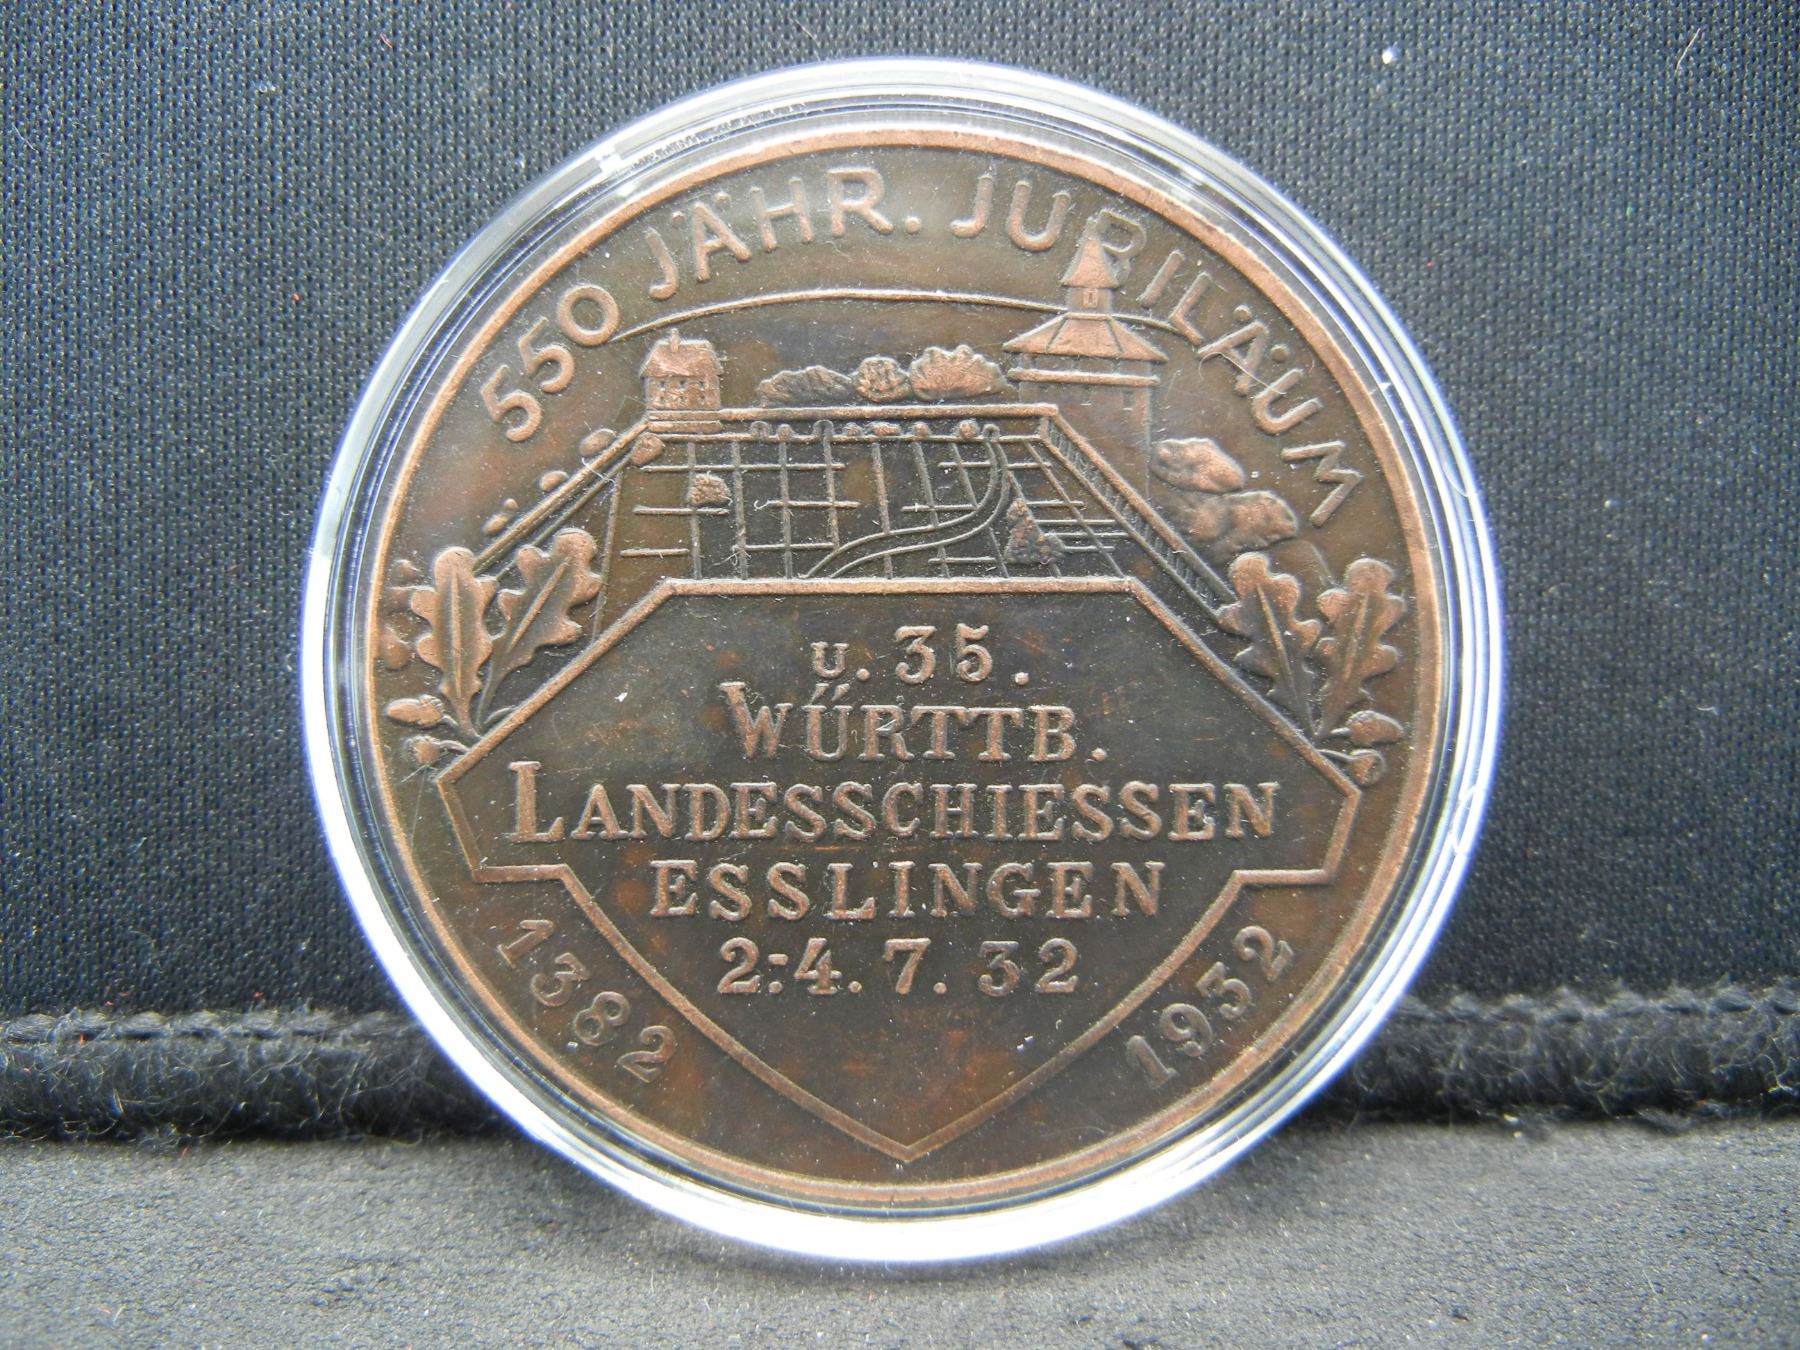 550 JÄHR. JUBILÄUM
u. 35.
WÜRTTB.
LANDESSCHIESSEN
ESSLINGEN
2.-4. 7. 32
1382
1932